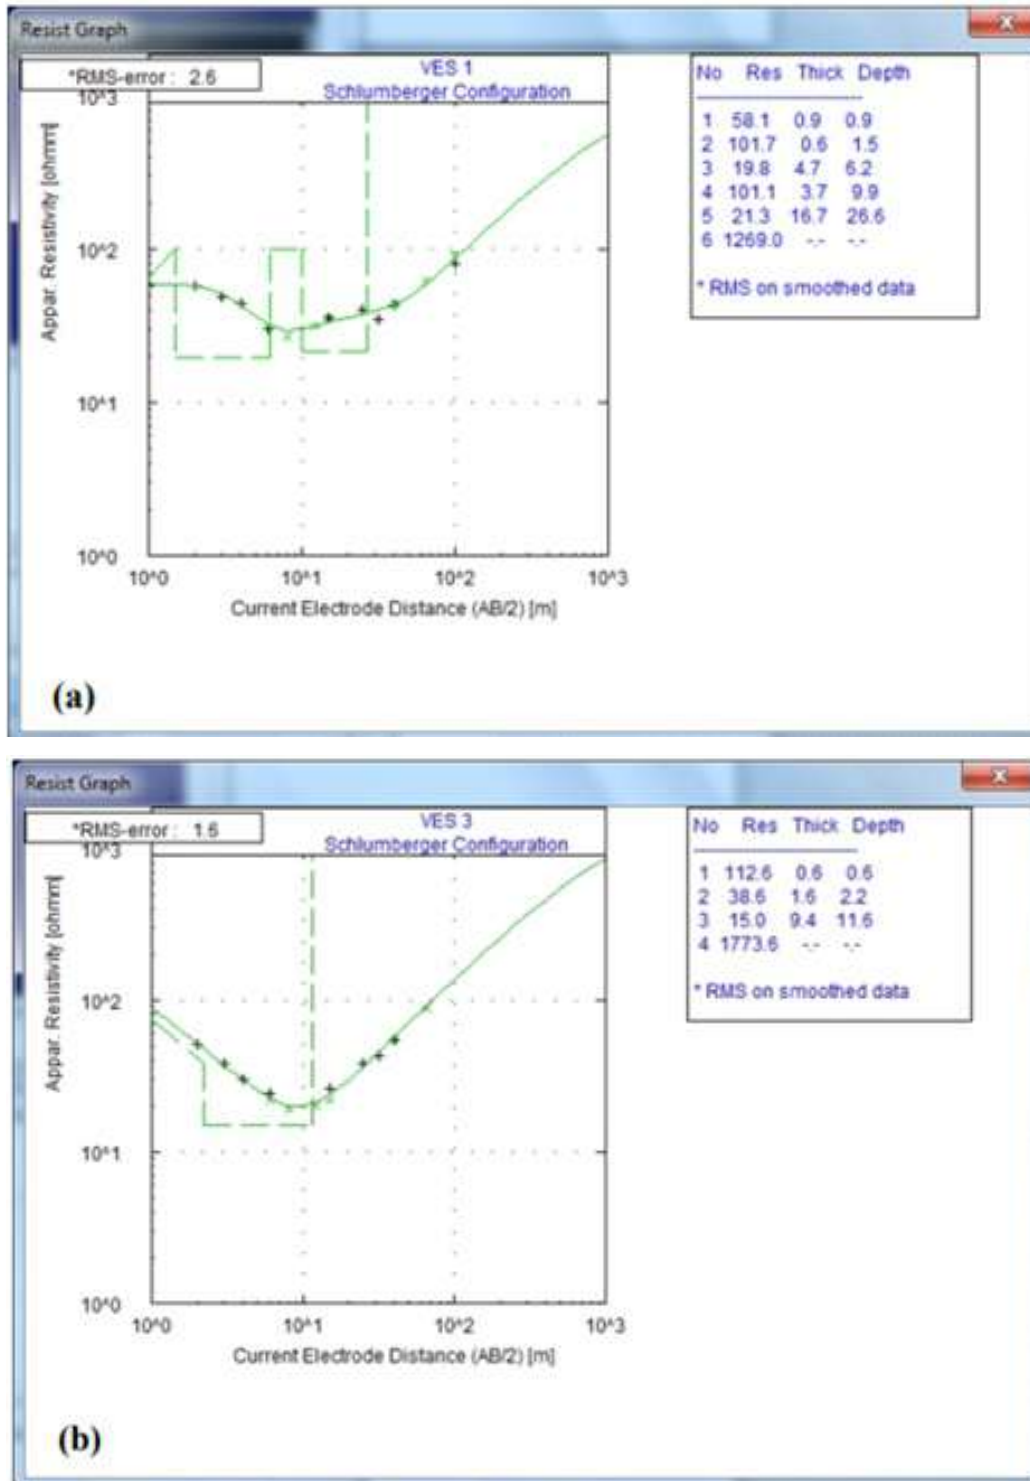 Resist Graph
*RMS-error : 2.6
VES 1
Schlumberger Configuration
10^3
10^2
10^1
10^0
Appar. Resistivity [ohmm]
10^0 10^1 10^2 10^3
Current Electrode Distance (AB/2) [m]
No Res Thick Depth
1 58.1 0.9 0.9
2 101.7 0.6 1.5
3 19.8 4.7 6.2
4 101.1 3.7 9.9
5 21.3 16.7 26.6
6 1269.0 -.- -.-
* RMS on smoothed data
(a)
Resist Graph
*RMS-error : 1.6
VES 3
Schlumberger Configuration
10^3
10^2
10^1
10^0
Appar. Resistivity [ohmm]
10^0 10^1 10^2 10^3
Current Electrode Distance (AB/2) [m]
No Res Thick Depth
1 112.6 0.6 0.6
2 38.6 1.6 2.2
3 15.0 9.4 11.6
4 1773.6 -.- -.-
* RMS on smoothed data
(b)